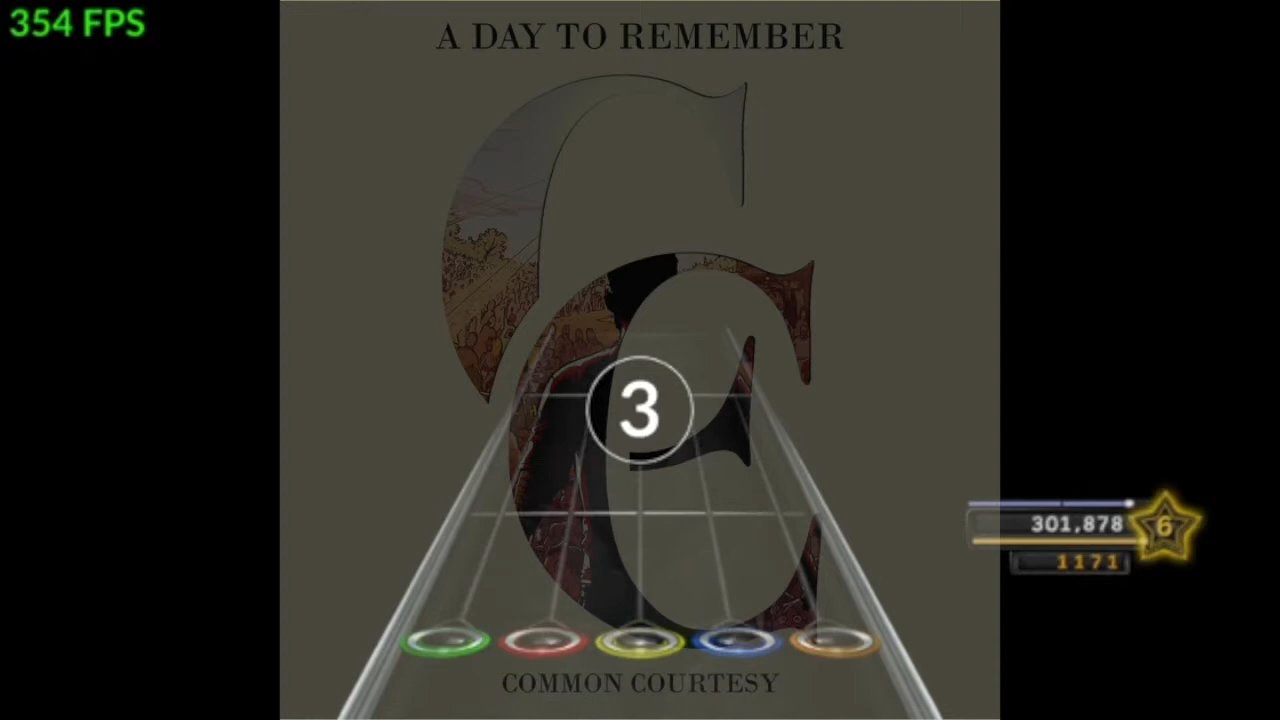 354 FPS
A DAY TO REMEMBER
3
301,878
6
1171
COMMON COURTESY